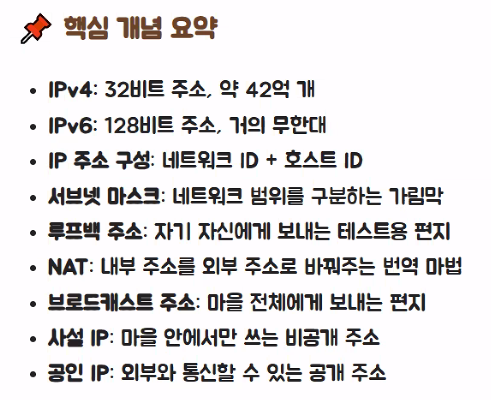 📌 핵심 개념 요약
• IPv4: 32비트 주소, 약 42억 개
• IPv6: 128비트 주소, 거의 무한대
• IP 주소 구성: 네트워크 ID + 호스트 ID
• 서브넷 마스크: 네트워크 범위를 구분하는 가림막
• 루프백 주소: 자기 자신에게 보내는 테스트용 편지
• NAT: 내부 주소를 외부 주소로 바꿔주는 번역 마법
• 브로드캐스트 주소: 마을 전체에게 보내는 편지
• 사설 IP: 마을 안에서만 쓰는 비공개 주소
• 공인 IP: 외부와 통신할 수 있는 공개 주소